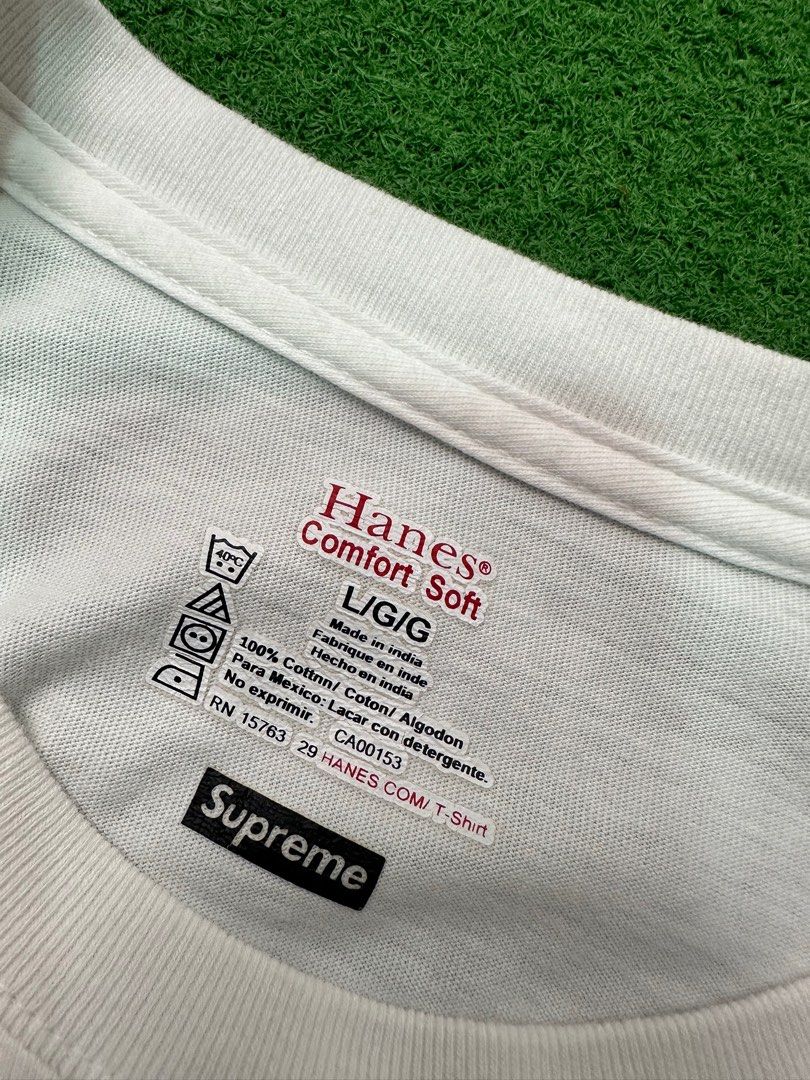 Hanes®
Comfort Soft
L/G/G
Made in india
Fabrique en inde
Hecho en india
100% Cottnn/ Coton/ Algodon
Para Mexico: Lacar con detergente.
No exprimir.
RN 15763 CA00153
29 HANES COM/ T-Shirt
40ºC
Supreme